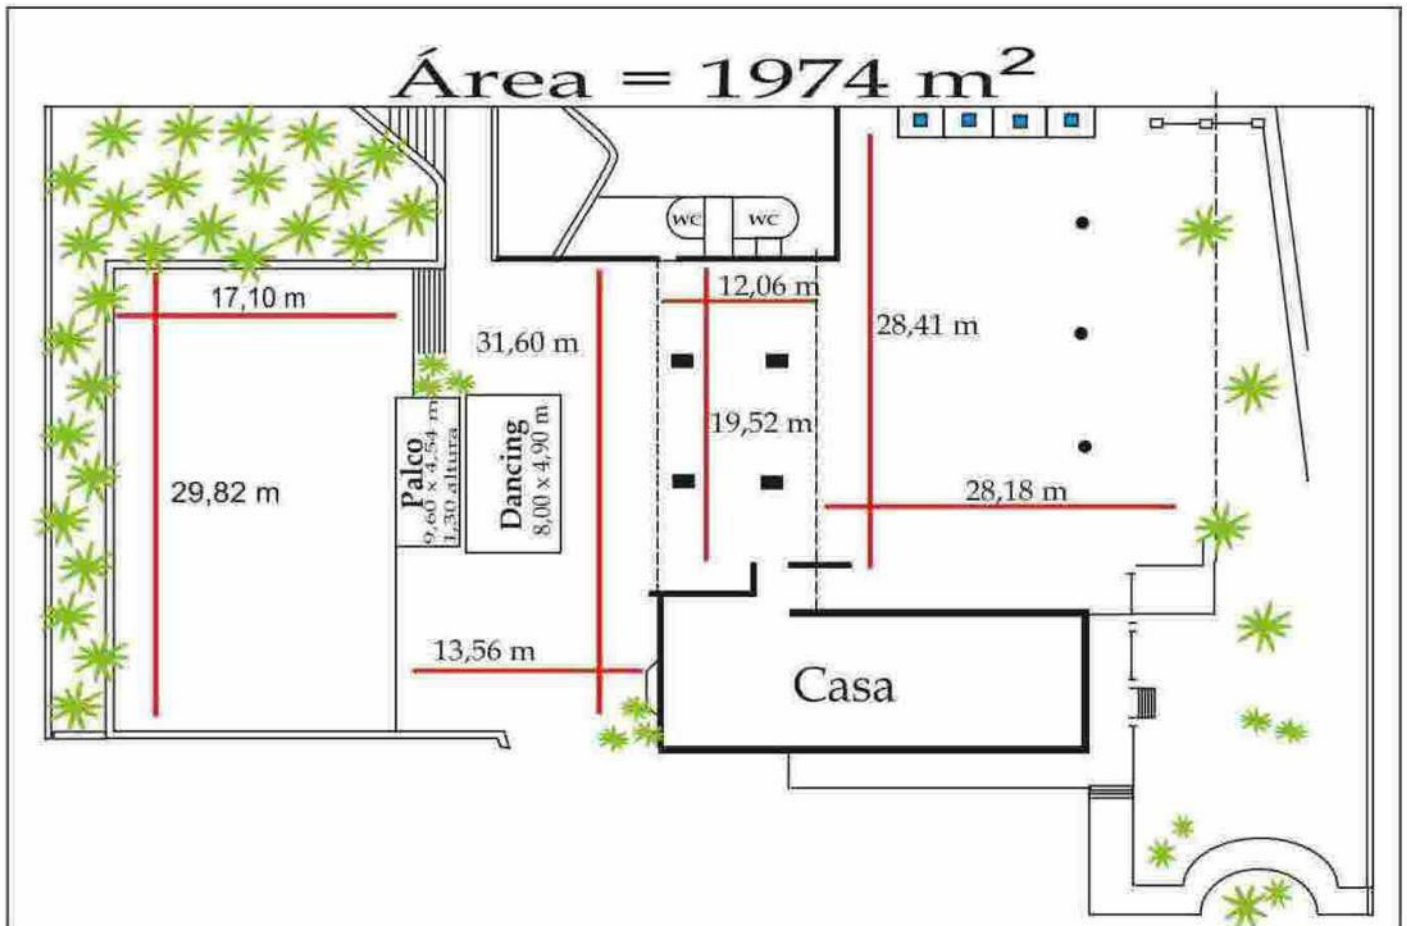 Área = 1974 m²
WC
WC
17,10 m
12,06 m
31,60 m
28,41 m
19,52 m
Palco
9,60 x 4,54 m
1,30 altura
Dancing
8,00 x 4,90 m
29,82 m
28,18 m
13,56 m
Casa